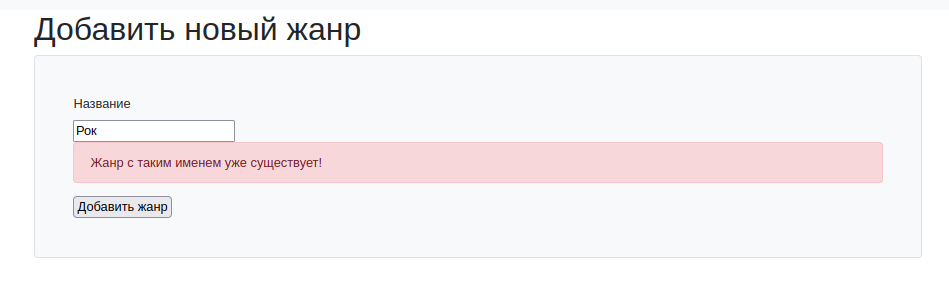 Добавить новый жанр
Название
Рок
Жанр с таким именем уже существует!
Добавить жанр